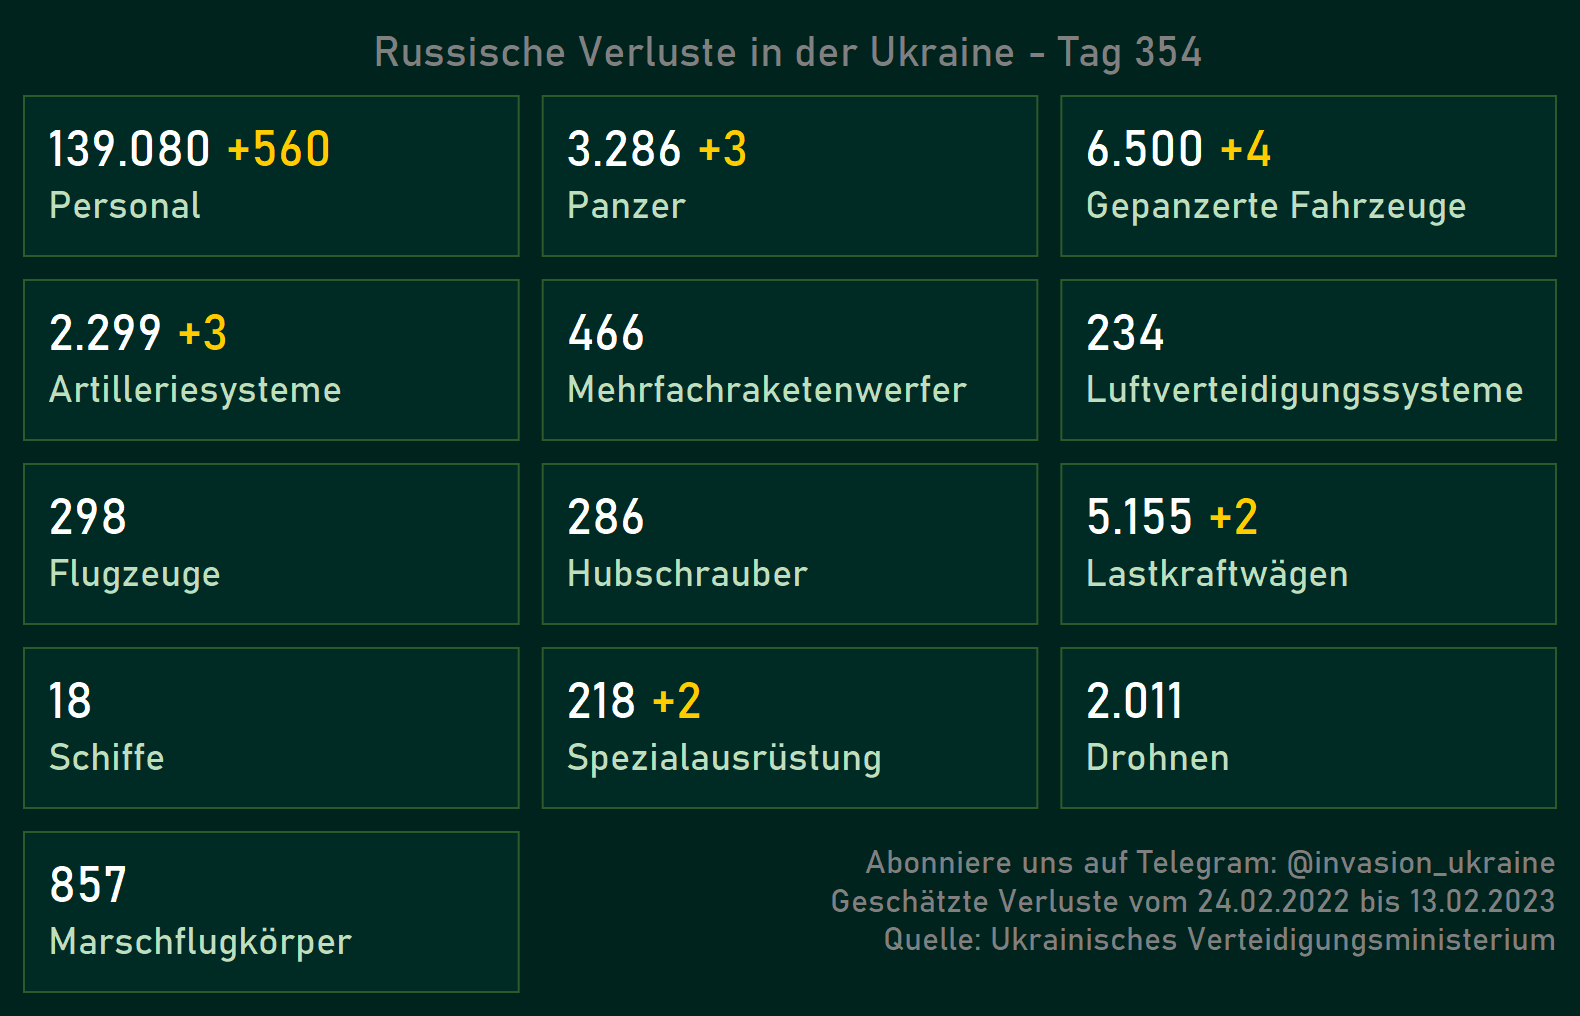 Russische Verluste in der Ukraine - Tag 354
139.080 +560
Personal
3.286 +3
Panzer
6.500 +4
Gepanzerte Fahrzeuge
2.299 +3
Artilleriesysteme
466
Mehrfachraketenwerfer
234
Luftverteidigungssysteme
298
Flugzeuge
286
Hubschrauber
5.155 +2
Lastkraftwägen
18
Schiffe
218 +2
Spezialausrüstung
2.011
Drohnen
857
Marschflugkörper
Abonniere uns auf Telegram: @invasion_ukraine
Geschätzte Verluste vom 24.02.2022 bis 13.02.2023
Quelle: Ukrainisches Verteidigungsministerium